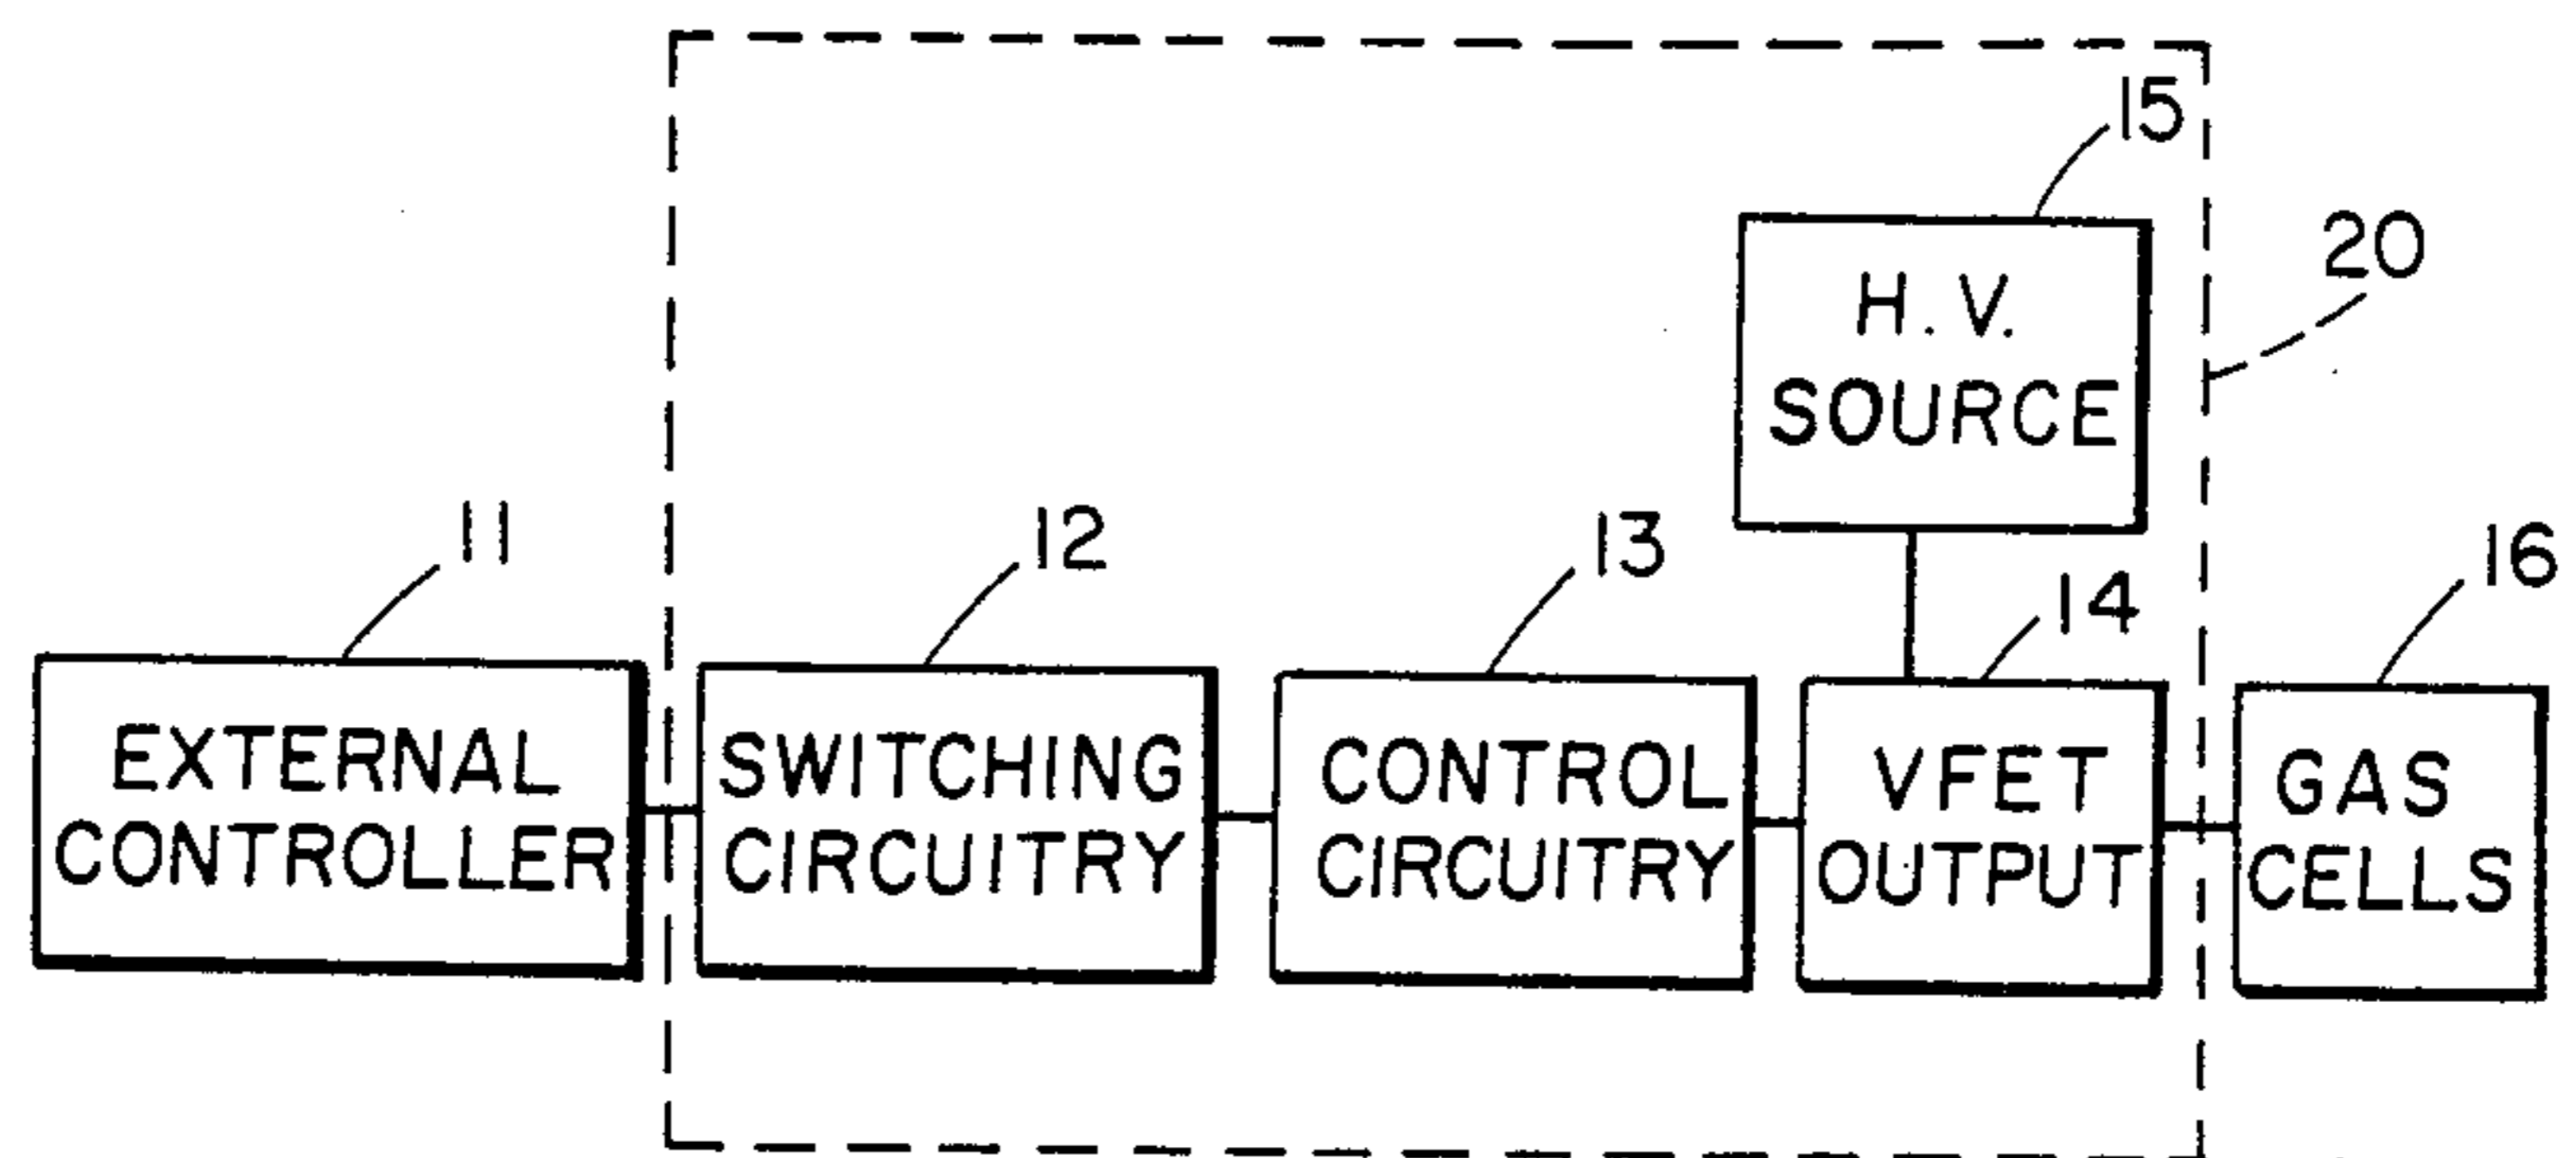 15
H.V.
SOURCE
20
11
12
13
14
16
EXTERNAL
CONTROLLER
SWITCHING
CIRCUITRY
CONTROL
CIRCUITRY
VFET
OUTPUT
GAS
CELLS